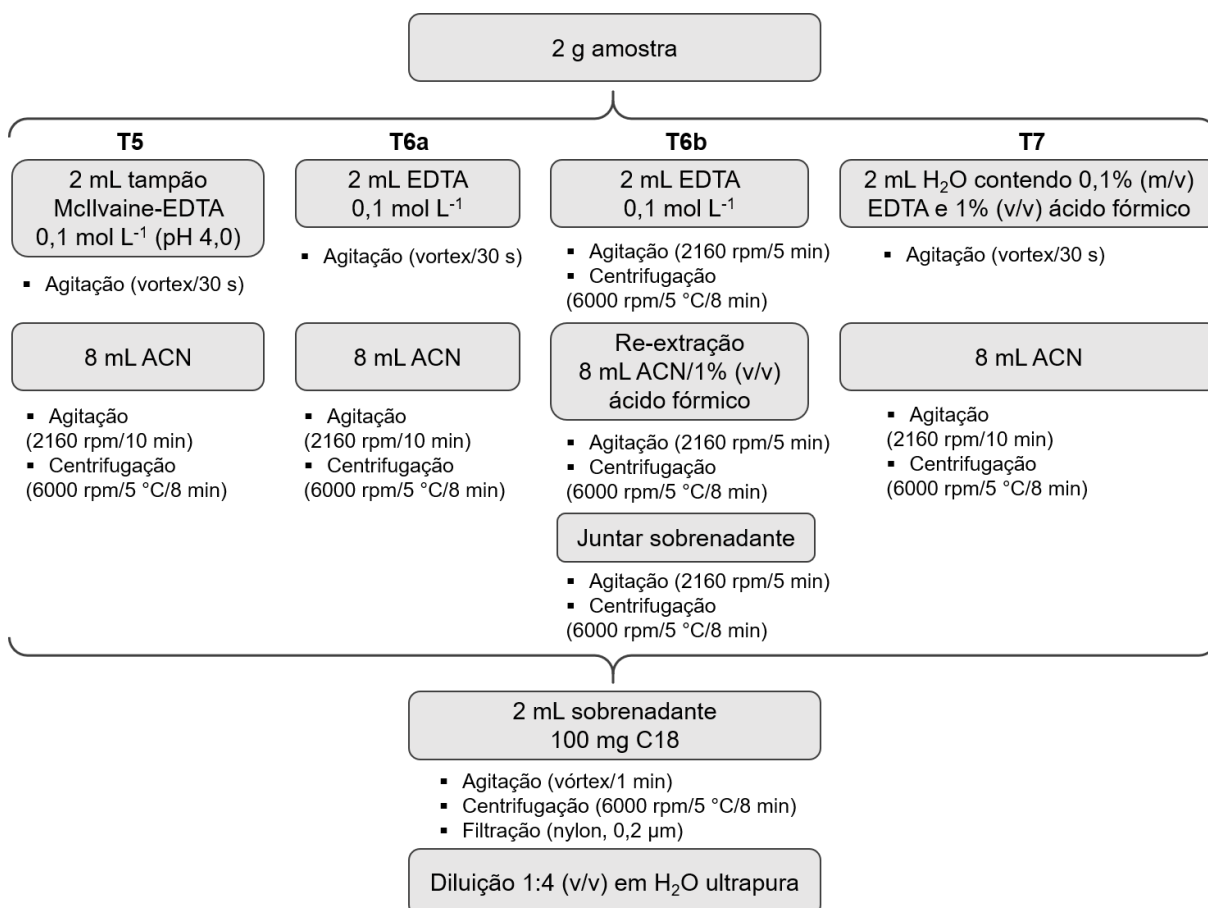 2 g amostra
T5
2 mL tampão
McIlvaine-EDTA
0,1 mol L⁻¹ (pH 4,0)
▪ Agitação (vortex/30 s)
8 mL ACN
▪ Agitação
(2160 rpm/10 min)
▪ Centrifugação
(6000 rpm/5 °C/8 min)
T6a
2 mL EDTA
0,1 mol L⁻¹
▪ Agitação (vortex/30 s)
8 mL ACN
▪ Agitação
(2160 rpm/10 min)
▪ Centrifugação
(6000 rpm/5 °C/8 min)
T6b
2 mL EDTA
0,1 mol L⁻¹
▪ Agitação (2160 rpm/5 min)
▪ Centrifugação
(6000 rpm/5 °C/8 min)
Re-extração
8 mL ACN/1% (v/v)
ácido fórmico
▪ Agitação (2160 rpm/5 min)
▪ Centrifugação
(6000 rpm/5 °C/8 min)
Juntar sobrenadante
▪ Agitação (2160 rpm/5 min)
▪ Centrifugação
(6000 rpm/5 °C/8 min)
T7
2 mL H₂O contendo 0,1% (m/v)
EDTA e 1% (v/v) ácido fórmico
▪ Agitação (vortex/30 s)
8 mL ACN
▪ Agitação
(2160 rpm/10 min)
▪ Centrifugação
(6000 rpm/5 °C/8 min)
2 mL sobrenadante
100 mg C18
▪ Agitação (vórtex/1 min)
▪ Centrifugação (6000 rpm/5 °C/8 min)
▪ Filtração (nylon, 0,2 µm)
Diluição 1:4 (v/v) em H₂O ultrapura